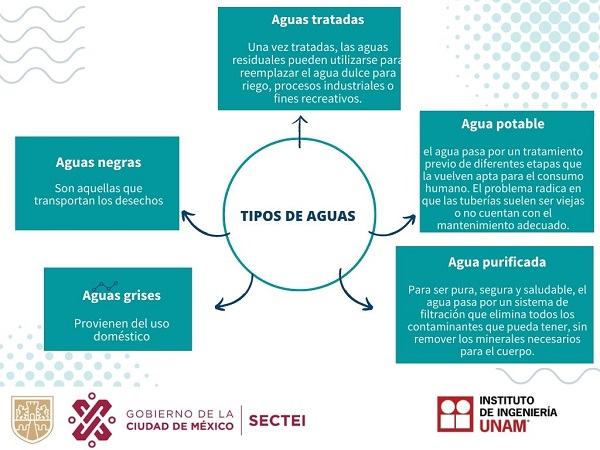 Aguas tratadas
Una vez tratadas, las aguas
residuales pueden utilizarse para
reemplazar el agua dulce para
riego, procesos industriales o
fines recreativos.
Agua potable
el agua pasa por un tratamiento
previo de diferentes etapas que
la vuelven apta para el consumo
humano. El problema radica en
que las tuberías suelen ser viejas
o no cuentan con el
mantenimiento adecuado.
Aguas negras
Son aquellas que
transportan los desechos
TIPOS DE AGUAS
Agua purificada
Para ser pura, segura y saludable, el
agua pasa por un sistema de
filtración que elimina todos los
contaminantes que pueda tener, sin
remover los minerales necesarios
para el cuerpo.
Aguas grises
Provienen del uso
doméstico
GOBIERNO DE LA
CIUDAD DE MÉXICO
SECTEI
INSTITUTO
DE INGENIERÍA
UNAM